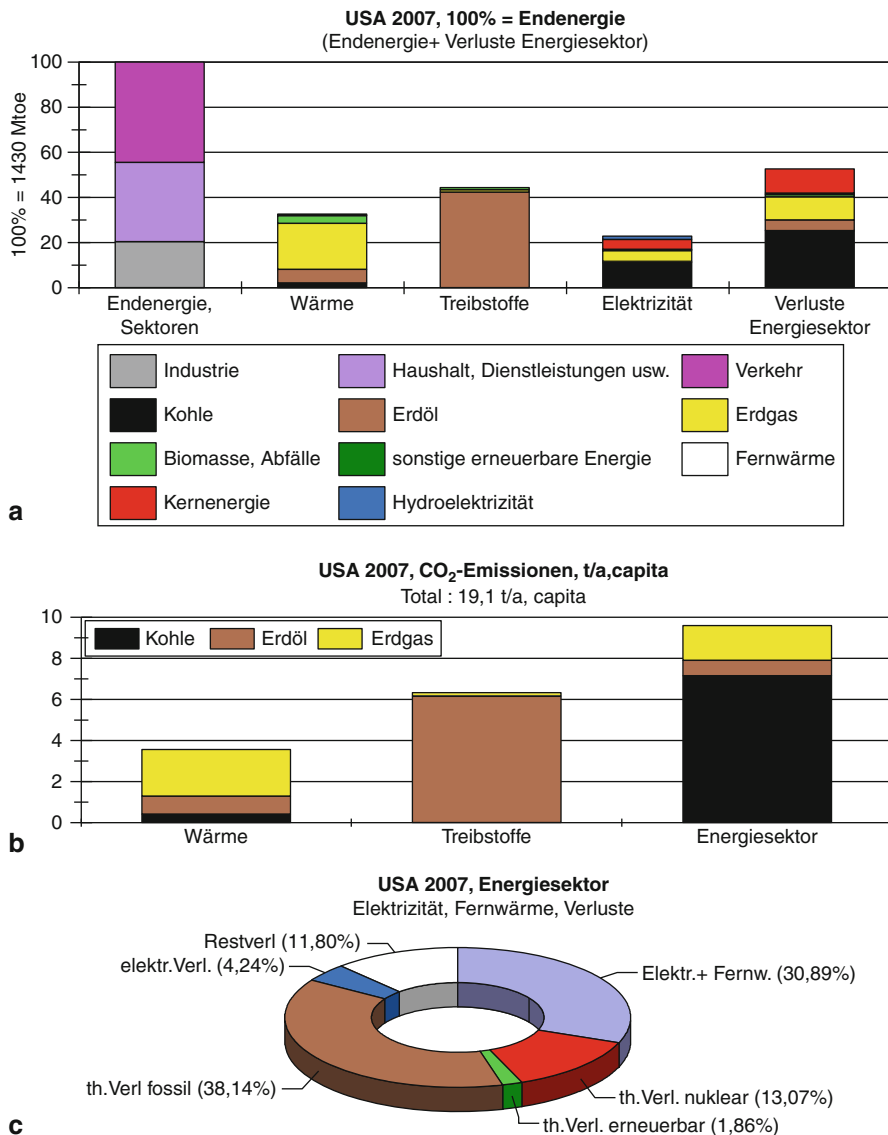 USA 2007, 100% = Endenergie
(Endenergie+ Verluste Energiesektor)
100
80
60
40
20
0
100% = 1430 Mtoe
Endenergie,
Sektoren
Wärme
Treibstoffe
Elektrizität
Verluste
Energiesektor
Industrie
Haushalt, Dienstleistungen usw.
Verkehr
Kohle
Erdöl
Erdgas
Biomasse, Abfälle
sonstige erneuerbare Energie
Fernwärme
Kernenergie
Hydroelektrizität
a
USA 2007, CO₂-Emissionen, t/a,capita
Total : 19,1 t/a, capita
10
8
6
4
2
0
Kohle
Erdöl
Erdgas
Wärme
Treibstoffe
Energiesektor
b
USA 2007, Energiesektor
Elektrizität, Fernwärme, Verluste
Restverl (11,80%)
elektr.Verl. (4,24%)
Elektr.+ Fernw. (30,89%)
th.Verl fossil (38,14%)
th.Verl. nuklear (13,07%)
th.Verl. erneuerbar (1,86%)
c